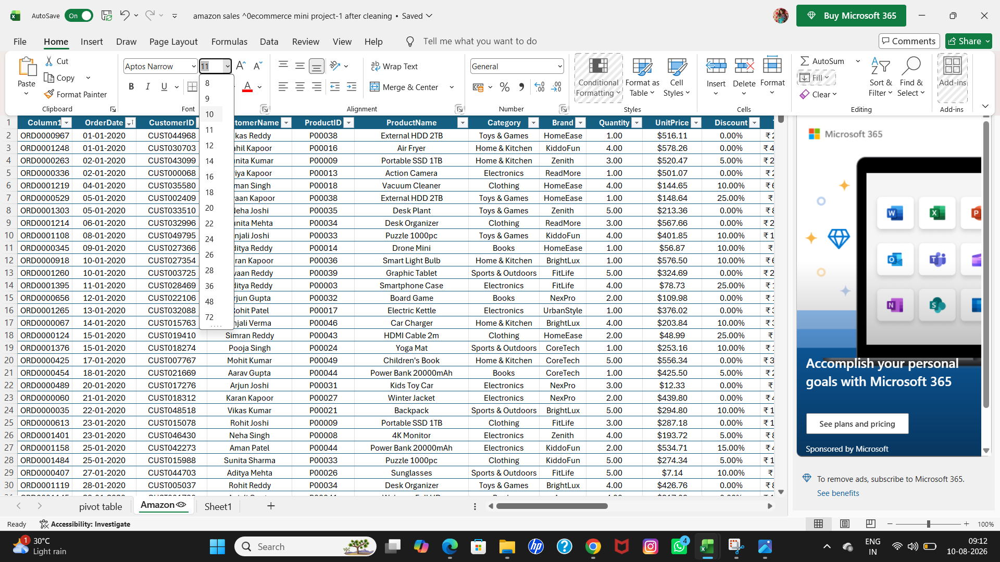 AutoSave On amazon sales ^0ecommerce mini project-1 after cleaning • Saved Buy Microsoft 365
File Home Insert Draw Page Layout Formulas Data Review View Help Tell me what you want to do Comments Share
Paste Cut Copy Format Painter Clipboard
Aptos Narrow 11 A^ A B I U A Font
Wrap Text Merge & Center Alignment
General % Number
Conditional Formatting Format as Table Cell Styles Styles
Insert Delete Format Cells
AutoSum Fill Clear Sort & Filter Find & Select Editing
Add-ins Add-ins
8
9
10
11
12
14
16
18
20
22
24
26
28
36
48
72
1 Column1 OrderDate CustomerID tomerName ProductID ProductName Category Brand Quantity UnitPrice Discount
2 ORD0000967 01-01-2020 CUST044968 kas Reddy P00038 External HDD 2TB Toys & Games HomeEase 1.00 $516.11 0.00% ₹2
3 ORD0001248 01-01-2020 CUST030703 ahil Kapoor P00016 Air Fryer Home & Kitchen KiddoFun 4.00 $578.26 0.00% ₹4
4 ORD0000263 02-01-2020 CUST043099 unita Kumar P00009 Portable SSD 1TB Home & Kitchen Zenith 3.00 $520.47 5.00% ₹2
5 ORD0000336 02-01-2020 CUST000068 iya Kapoor P00013 Action Camera Electronics ReadMore 1.00 $501.07 0.00% ₹2
6 ORD0001219 04-01-2020 CUST035580 man Singh P00018 Vacuum Cleaner Clothing HomeEase 4.00 $144.65 10.00% ₹6
7 ORD0000529 05-01-2020 CUST002409 aan Kapoor P00038 External HDD 2TB Toys & Games HomeEase 1.00 $148.64 25.00% ₹
8 ORD0001303 05-01-2020 CUST033510 Neha Joshi P00035 Desk Plant Toys & Games Zenith 5.00 $213.36 0.00% ₹8
9 ORD0001214 06-01-2020 CUST032996 unita Mehta P00034 Desk Organizer Clothing ReadMore 3.00 $567.66 0.00% ₹2
10 ORD0001108 08-01-2020 CUST049795 njali Joshi P00033 Puzzle 1000pc Toys & Games KiddoFun 4.00 $401.85 10.00% ₹1
11 ORD0000345 09-01-2020 CUST027366 ditya Reddy P00014 Drone Mini Books HomeEase 1.00 $56.87 10.00% ₹
12 ORD0000918 10-01-2020 CUST027354 ran Kapoor P00036 Smart Light Bulb Home & Kitchen BrightLux 1.00 $576.50 10.00% ₹6
13 ORD0001260 10-01-2020 CUST003725 vaan Reddy P00039 Graphic Tablet Sports & Outdoors FitLife 5.00 $324.69 0.00% ₹2
14 ORD0001395 11-01-2020 CUST028469 ditya Reddy P00003 Smartphone Case Electronics FitLife 4.00 $78.73 25.00% ₹1
15 ORD0000656 12-01-2020 CUST022106 rjun Gupta P00032 Board Game Books NexPro 2.00 $109.98 0.00% ₹1
16 ORD0001265 13-01-2020 CUST032088 Rohit Patel P00017 Electric Kettle Electronics UrbanStyle 1.00 $376.02 0.00% ₹3
17 ORD0000067 14-01-2020 CUST015763 njali Verma P00046 Car Charger Home & Kitchen BrightLux 4.00 $203.84 10.00% ₹3
18 ORD0000124 15-01-2020 CUST019410 Simran Reddy P00043 HDMI Cable 2m Clothing HomeEase 2.00 $48.99 25.00% ₹
19 ORD0001376 15-01-2020 CUST018274 Pooja Singh P00024 Yoga Mat Sports & Outdoors CoreTech 1.00 $253.16 10.00% ₹1
20 ORD0000425 17-01-2020 CUST007767 Mohit Kumar P00049 Children's Book Home & Kitchen CoreTech 5.00 $556.34 0.00% ₹3
21 ORD0000454 18-01-2020 CUST021669 Aarav Gupta P00044 Power Bank 20000mAh Books CoreTech 1.00 $425.50 5.00% ₹2
22 ORD0000489 20-01-2020 CUST017276 Arjun Joshi P00031 Kids Toy Car Electronics NexPro 3.00 $12.33 0.00% ₹
23 ORD0000060 21-01-2020 CUST018312 Karan Kapoor P00027 Winter Jacket Electronics NexPro 2.00 $439.80 0.00% ₹4
24 ORD0000035 22-01-2020 CUST048518 Vikas Kumar P00021 Backpack Sports & Outdoors BrightLux 5.00 $294.80 10.00% ₹1
25 ORD0000613 23-01-2020 CUST015078 Rohit Joshi P00009 Portable SSD 1TB Clothing FitLife 3.00 $287.18 0.00% ₹1
26 ORD0001401 23-01-2020 CUST046430 Neha Singh P00008 4K Monitor Electronics Zenith 4.00 $193.72 5.00% ₹8
27 ORD0001158 25-01-2020 CUST042273 Aman Patel P00044 Power Bank 20000mAh Electronics KiddoFun 2.00 $534.71 15.00% ₹4
28 ORD0001484 25-01-2020 CUST015988 Sunita Sharma P00033 Puzzle 1000pc Clothing KiddoFun 5.00 $274.34 5.00% ₹1
29 ORD0000407 27-01-2020 CUST044703 Aditya Mehta P00026 Sunglasses Sports & Outdoors FitLife 5.00 $7.14 10.00% ₹
30 ORD0001119 28-01-2020 CUST005037 Rohit Reddy P00034 Desk Organizer Toys & Games BrightLux 4.00 $426.76 0.00% ₹8
Microsoft 365
Accomplish your personal
goals with Microsoft 365
See plans and pricing
Sponsored by Microsoft
To remove ads, subscribe to Microsoft 365.
See benefits
pivot table Amazon Sheet1
Ready Accessibility: Investigate 100%
1 30°C
Light rain
Search
4
ENG
IN
09:12
10-08-2026